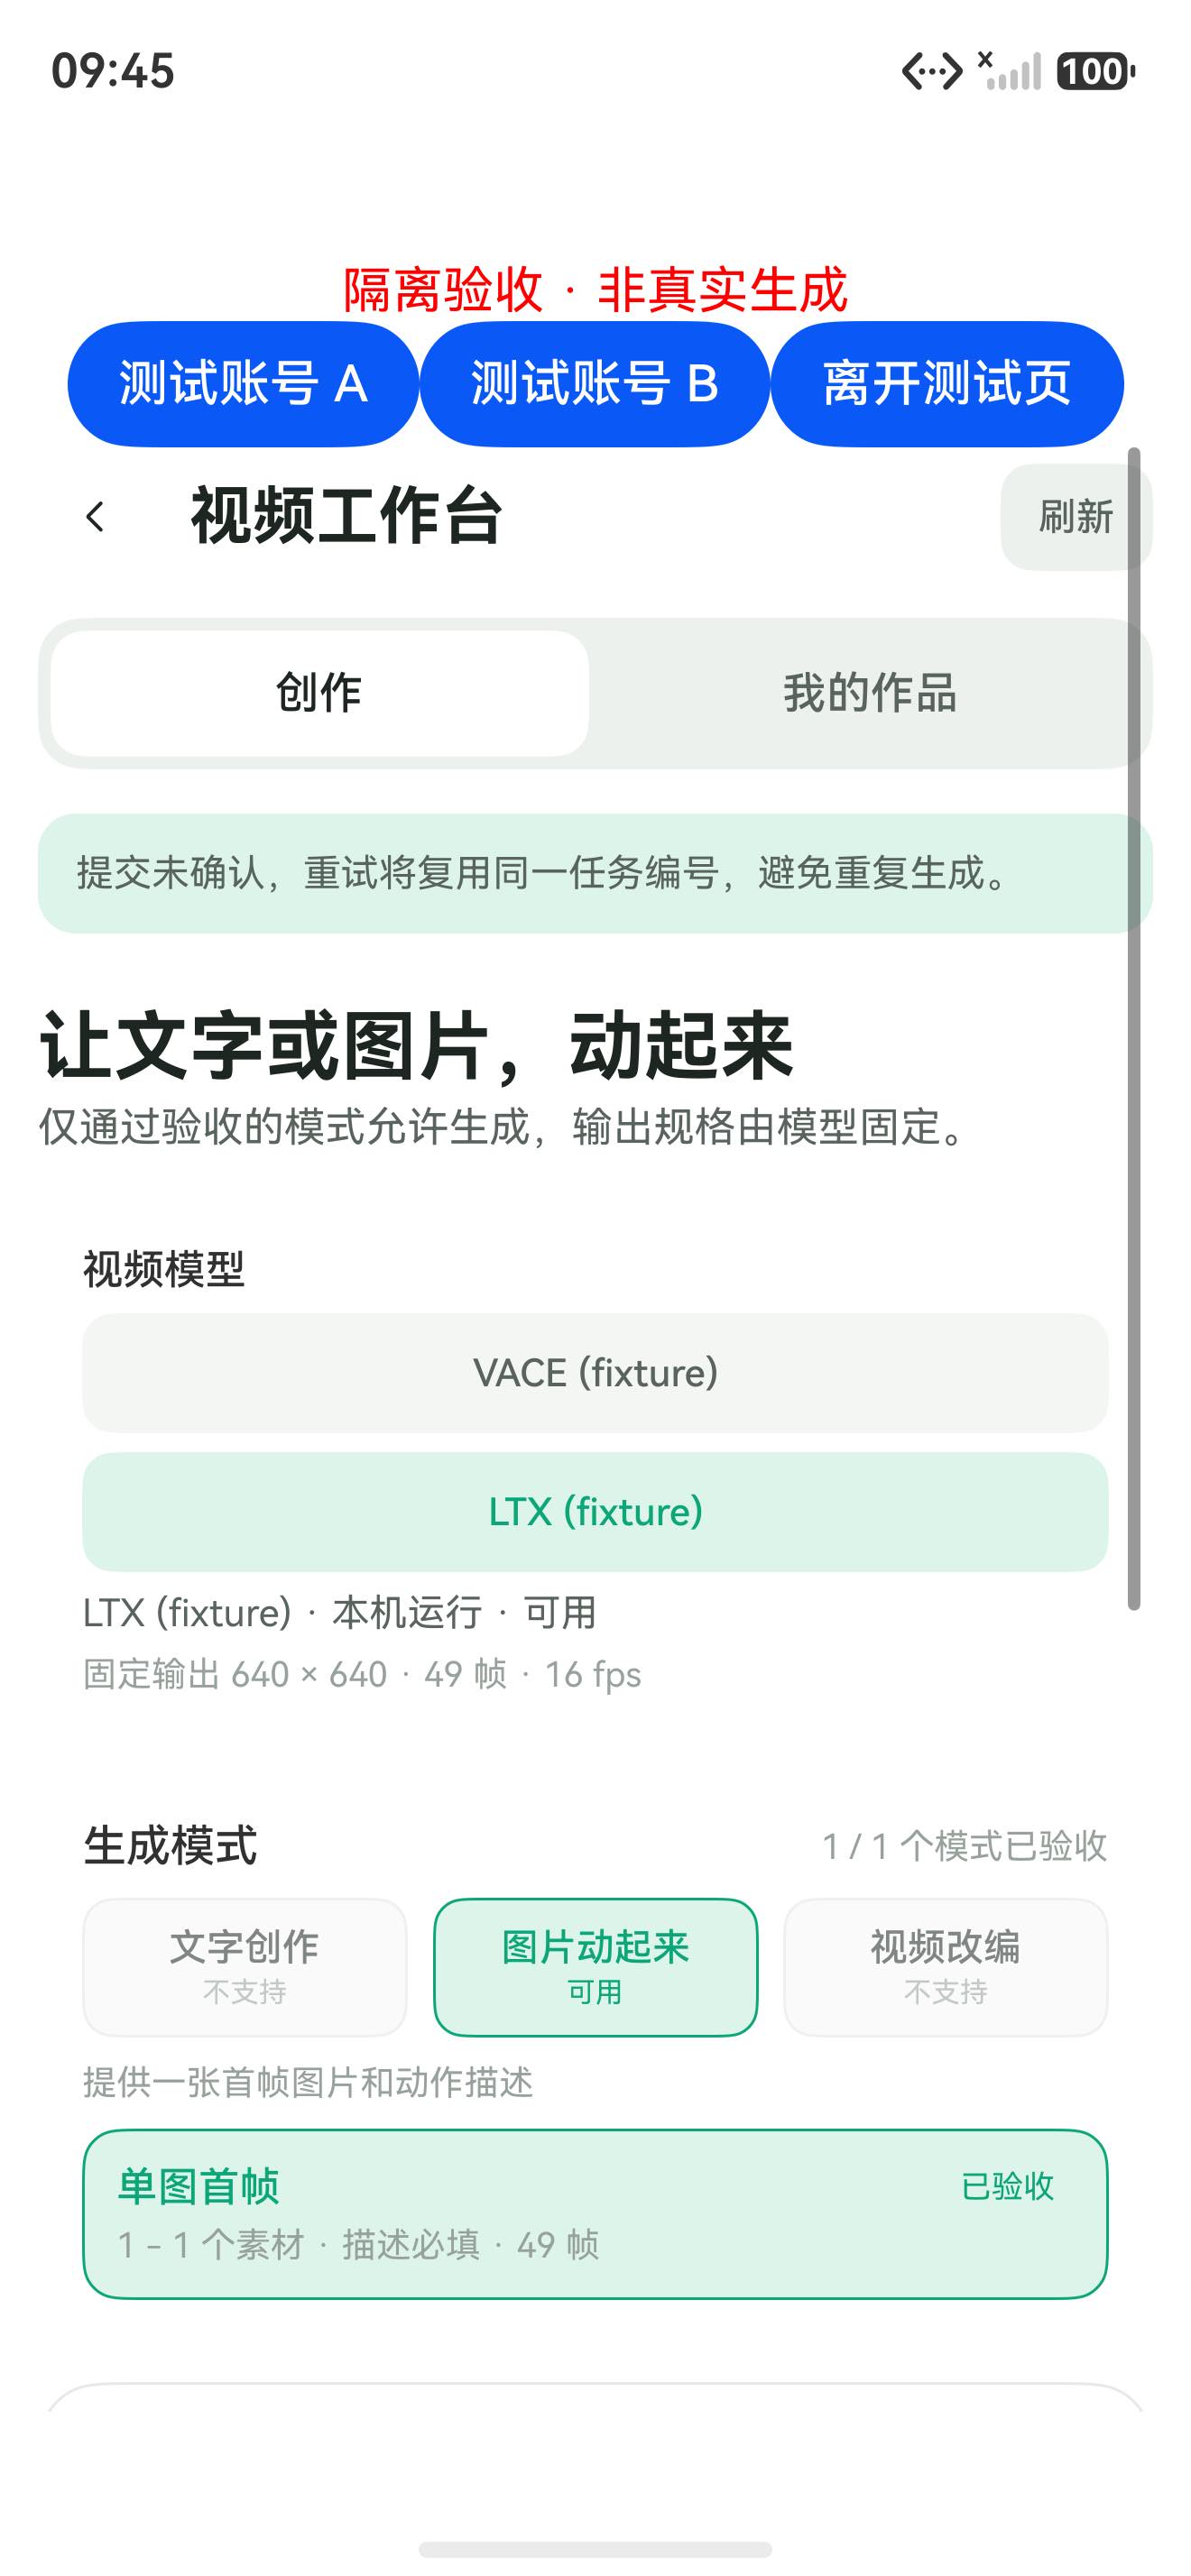 09:45
100
隔离验收 · 非真实生成
测试账号 A 测试账号 B 离开测试页
视频工作台 刷新
创作 我的作品
提交未确认，重试将复用同一任务编号，避免重复生成。
让文字或图片，动起来
仅通过验收的模式允许生成，输出规格由模型固定。
视频模型
VACE (fixture)
LTX (fixture)
LTX (fixture) · 本机运行 · 可用
固定输出 640 × 640 · 49 帧 · 16 fps
生成模式 1 / 1 个模式已验收
文字创作 图片动起来 视频改编
不支持 可用 不支持
提供一张首帧图片和动作描述
单图首帧 已验收
1 – 1 个素材 · 描述必填 · 49 帧